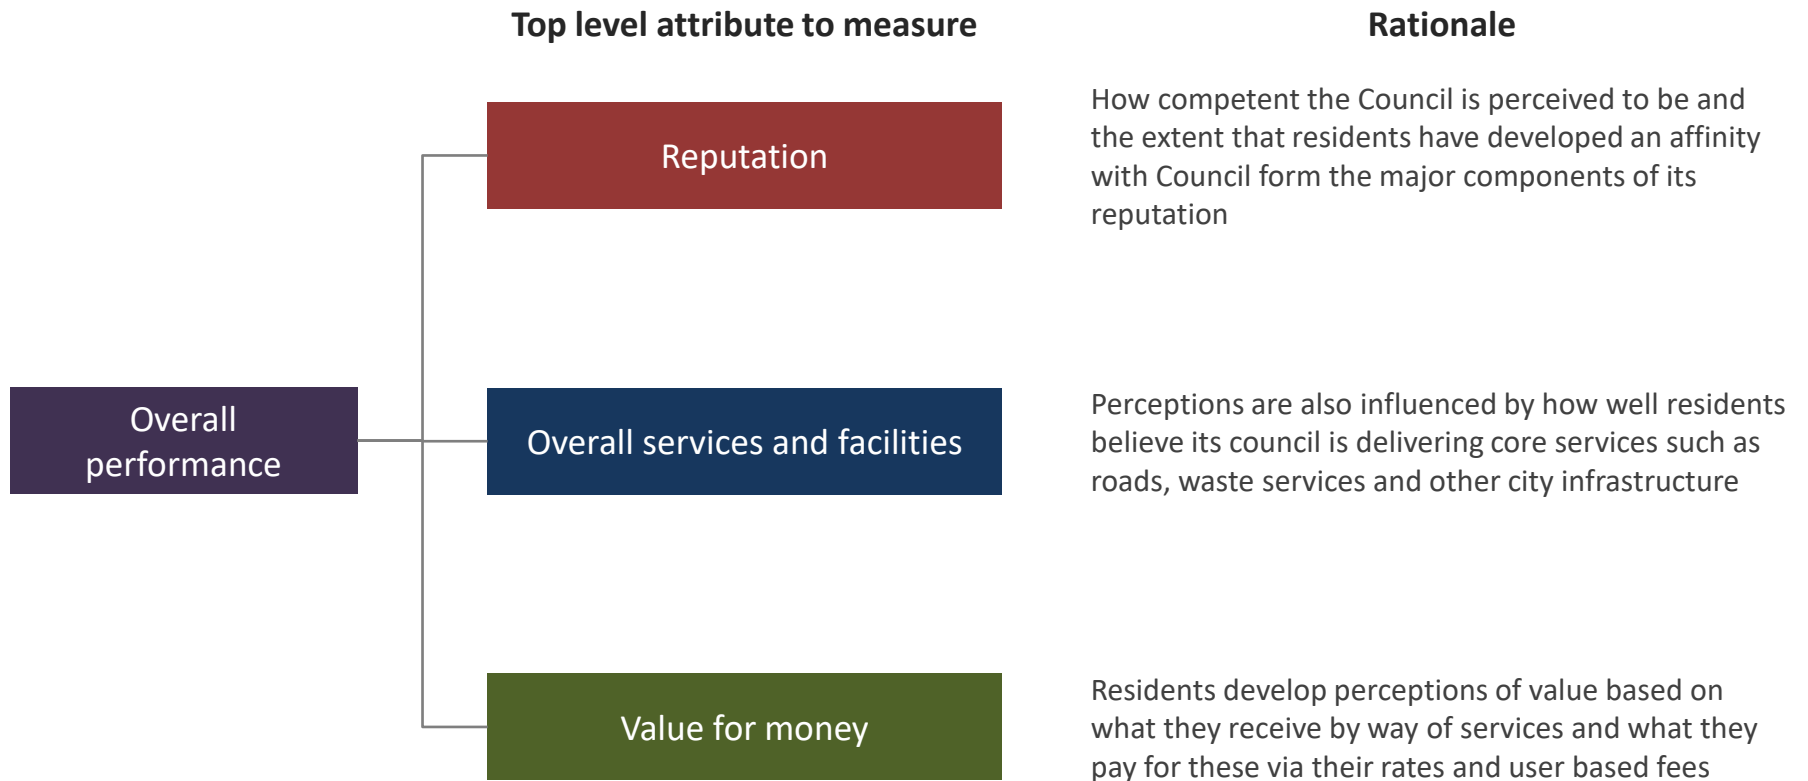 Top level attribute to measure
Rationale
Reputation
How competent the Council is perceived to be and
the extent that residents have developed an affinity
with Council form the major components of its
reputation
Overall
performance
Overall services and facilities
Perceptions are also influenced by how well residents
believe its council is delivering core services such as
roads, waste services and other city infrastructure
Value for money
Residents develop perceptions of value based on
what they receive by way of services and what they
pay for these via their rates and user based fees